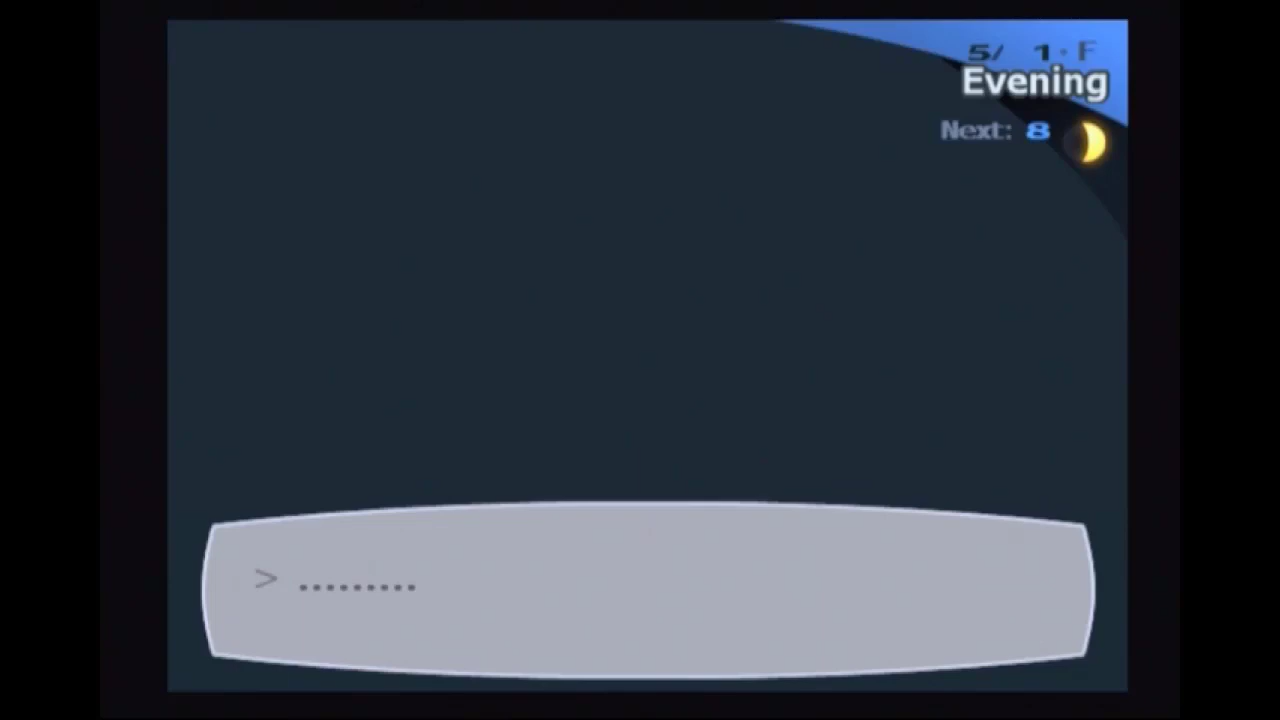 5/ 1・F
Evening
Next: 8
> .........